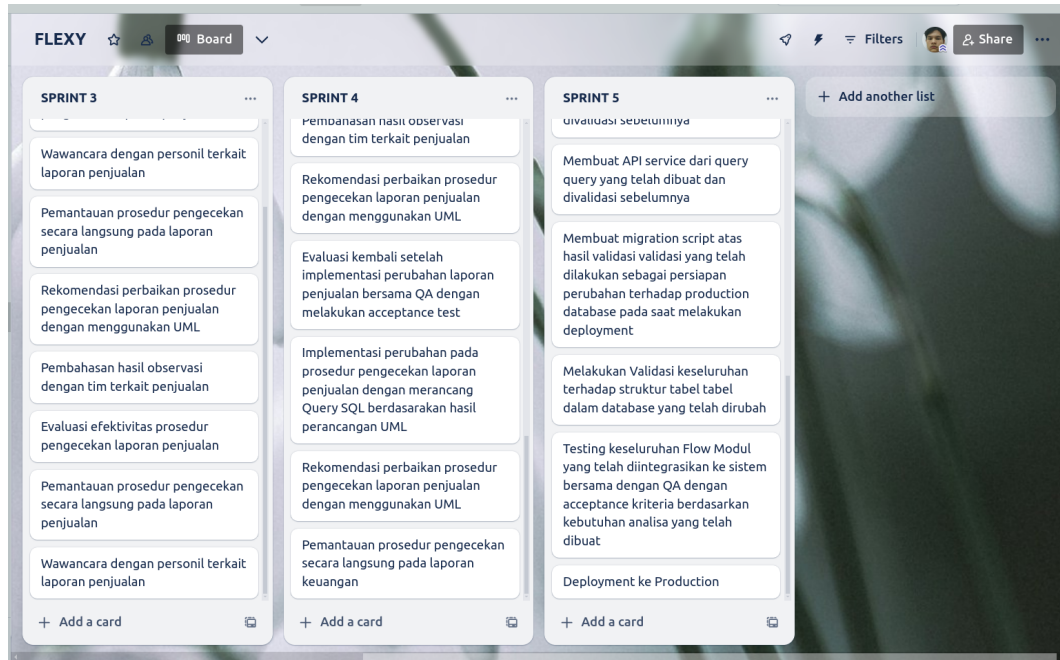 FLEXY
Board
Filters
Share
SPRINT 3
Wawancara dengan personil terkait
laporan penjualan
Pemantauan prosedur pengecekan
secara langsung pada laporan
penjualan
Rekomendasi perbaikan prosedur
pengecekan laporan penjualan
dengan menggunakan UML
Pembahasan hasil observasi
dengan tim terkait penjualan
Evaluasi efektivitas prosedur
pengecekan laporan penjualan
Pemantauan prosedur pengecekan
secara langsung pada laporan
penjualan
Wawancara dengan personil terkait
laporan penjualan
+ Add a card
SPRINT 4
Pembahasan hasil observasi
dengan tim terkait penjualan
Rekomendasi perbaikan prosedur
pengecekan laporan penjualan
dengan menggunakan UML
Evaluasi kembali setelah
implementasi perubahan laporan
penjualan bersama QA dengan
melakukan acceptance test
Implementasi perubahan pada
prosedur pengecekan laporan
penjualan dengan merancang
Query SQL berdasarakan hasil
perancangan UML
Rekomendasi perbaikan prosedur
pengecekan laporan penjualan
dengan menggunakan UML
Pemantauan prosedur pengecekan
secara langsung pada laporan
keuangan
+ Add a card
SPRINT 5
divalidasi sebelumnya
Membuat API service dari query
query yang telah dibuat dan
divalidasi sebelumnya
Membuat migration script atas
hasil validasi validasi yang telah
dilakukan sebagai persiapan
perubahan terhadap production
database pada saat melakukan
deployment
Melakukan Validasi keseluruhan
terhadap struktur tabel tabel
dalam database yang telah dirubah
Testing keseluruhan Flow Modul
yang telah diintegrasikan ke sistem
bersama dengan QA dengan
acceptance kriteria berdasarkan
kebutuhan analisa yang telah
dibuat
Deployment ke Production
+ Add a card
+ Add another list